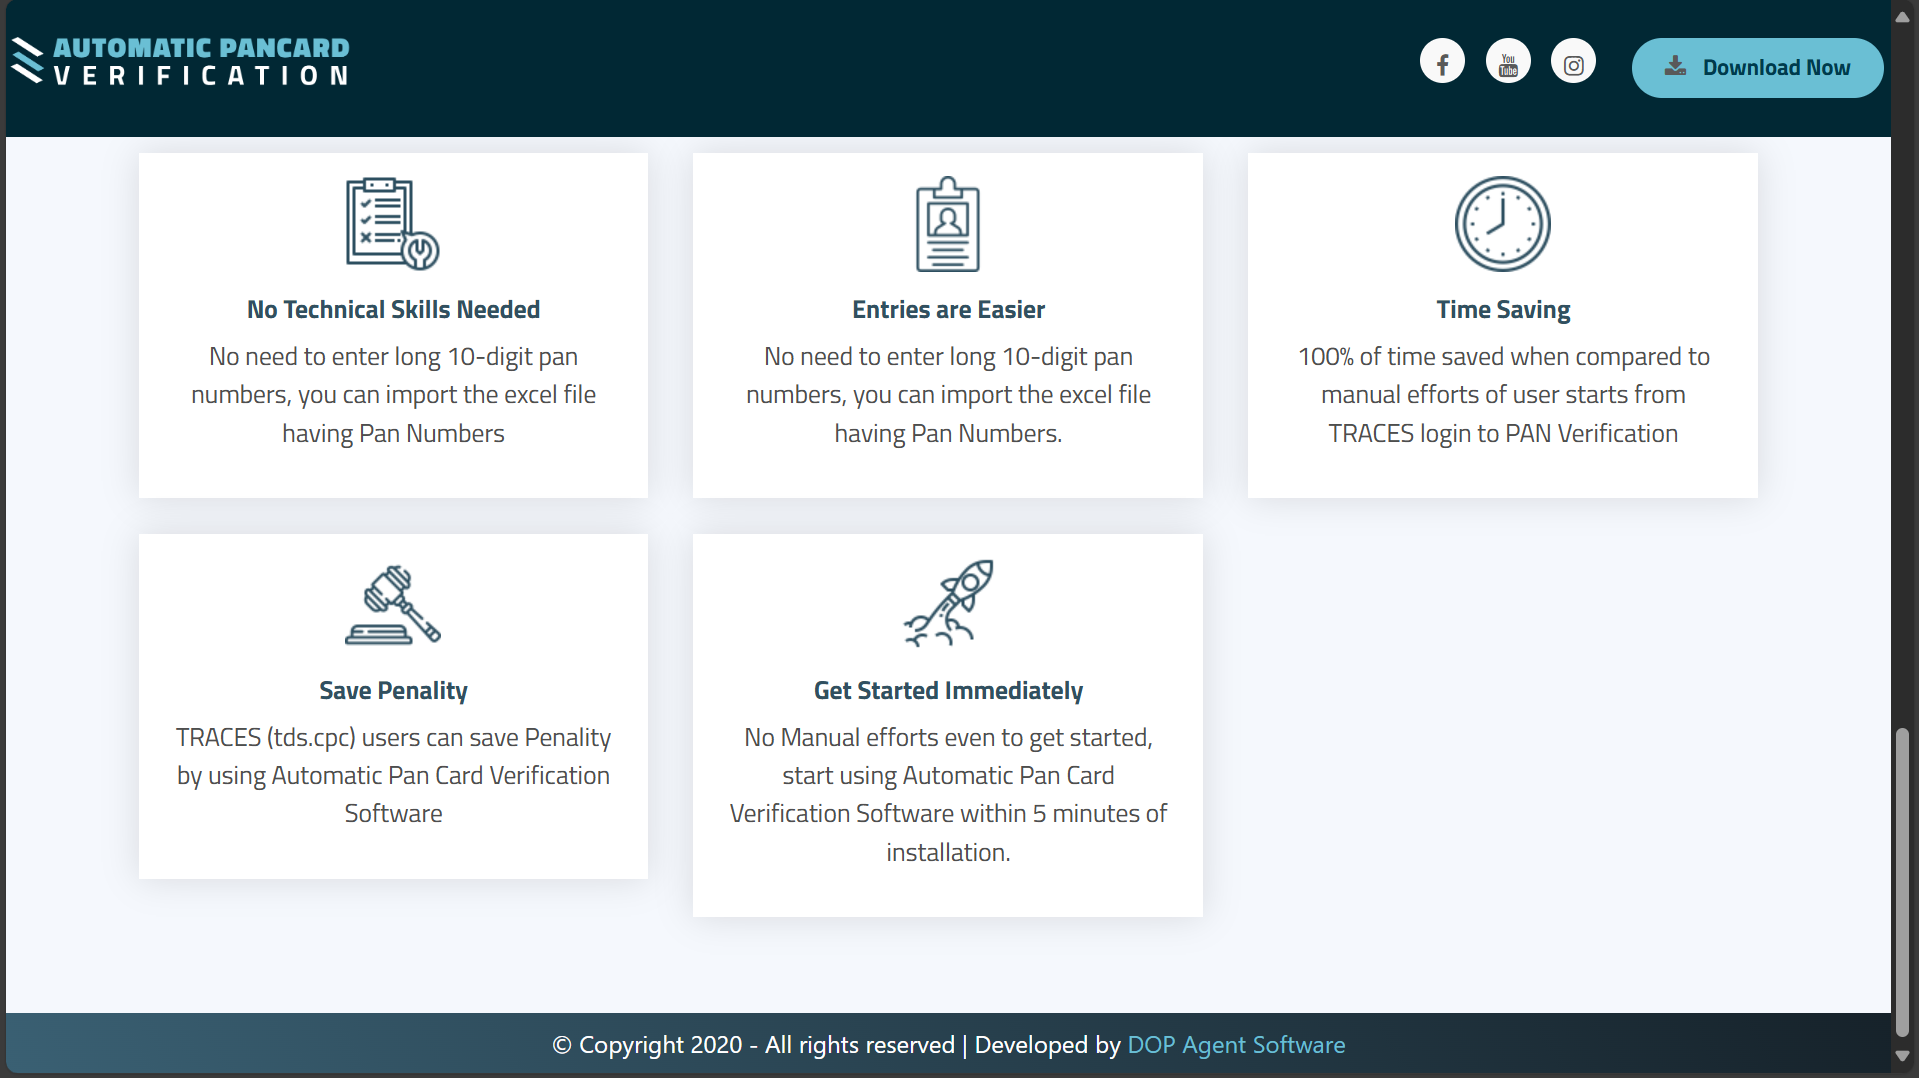 AUTOMATIC PANCARD
VERIFICATION
You
Tube
Download Now
No Technical Skills Needed
No need to enter long 10-digit pan
numbers, you can import the excel file
having Pan Numbers
Entries are Easier
No need to enter long 10-digit pan
numbers, you can import the excel file
having Pan Numbers.
Time Saving
100% of time saved when compared to
manual efforts of user starts from
TRACES login to PAN Verification
Save Penality
TRACES (tds.cpc) users can save Penality
by using Automatic Pan Card Verification
Software
Get Started Immediately
No Manual efforts even to get started,
start using Automatic Pan Card
Verification Software within 5 minutes of
installation.
© Copyright 2020 - All rights reserved | Developed by DOP Agent Software